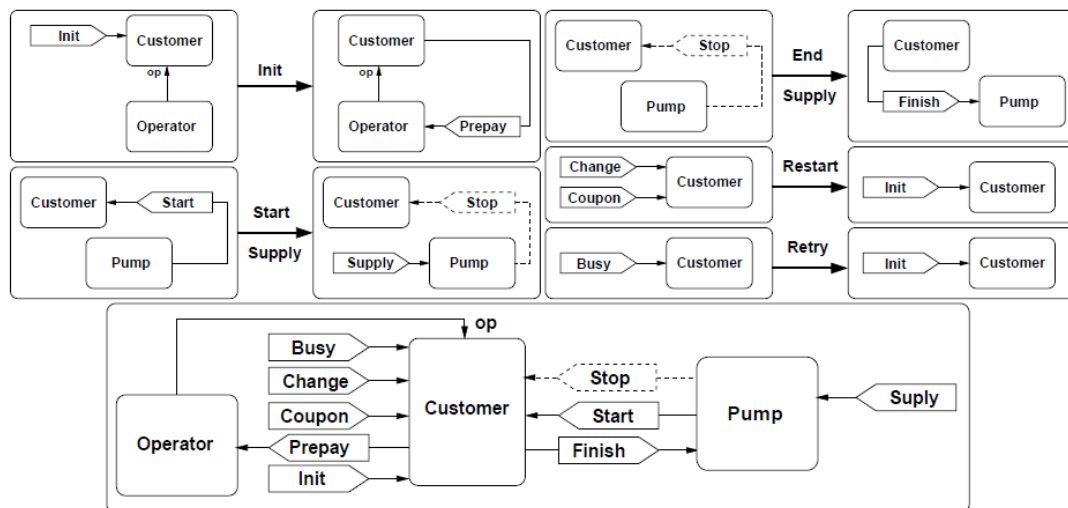 Init
Customer
op
Operator
Init
Customer
op
Operator
Prepay
Customer
Stop
Pump
End
Supply
Customer
Finish
Pump
Customer
Start
Pump
Start
Supply
Customer
Stop
Supply
Pump
Change
Coupon
Customer
Restart
Init
Customer
Busy
Customer
Retry
Init
Customer
op
Busy
Change
Coupon
Prepay
Init
Operator
Customer
Stop
Start
Finish
Pump
Suply